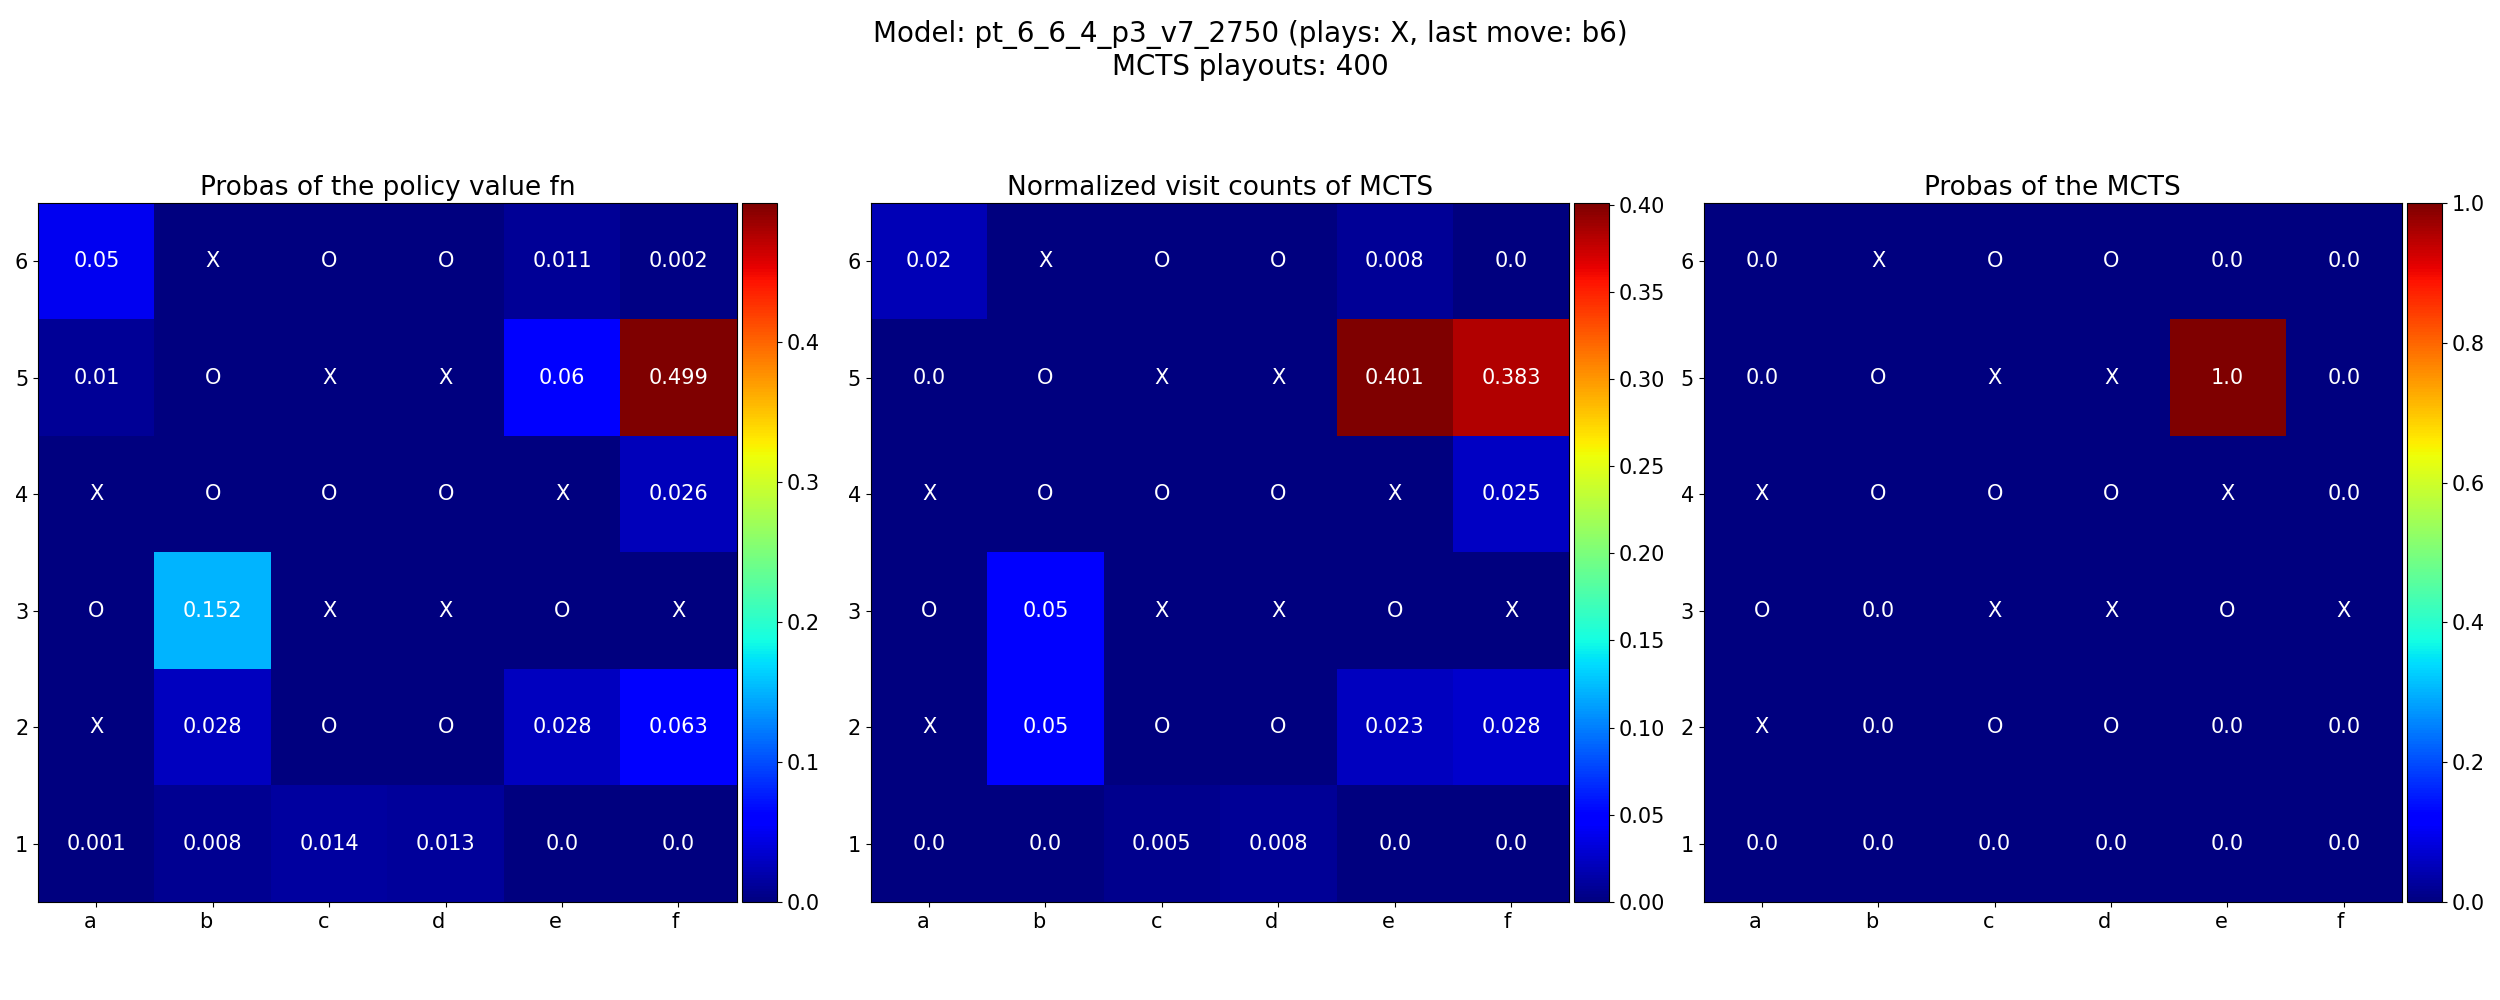 Model: pt_6_6_4_p3_v7_2750 (plays: X, last move: b6)
MCTS playouts: 400
Probas of the policy value fn
6 0.05 X O O 0.011 0.002
5 0.01 O X X 0.06 0.499
4 X O O O X 0.026
3 O 0.152 X X O X
2 X 0.028 O O 0.028 0.063
1 0.001 0.008 0.014 0.013 0.0 0.0
a b c d e f
0.4
0.3
0.2
0.1
0.0
Normalized visit counts of MCTS
6 0.02 X O O 0.008 0.0
5 0.0 O X X 0.401 0.383
4 X O O O X 0.025
3 O 0.05 X X O X
2 X 0.05 O O 0.023 0.028
1 0.0 0.0 0.005 0.008 0.0 0.0
a b c d e f
0.40
0.35
0.30
0.25
0.20
0.15
0.10
0.05
0.00
Probas of the MCTS
6 0.0 X O O 0.0 0.0
5 0.0 O X X 1.0 0.0
4 X O O O X 0.0
3 O 0.0 X X O X
2 X 0.0 O O 0.0 0.0
1 0.0 0.0 0.0 0.0 0.0 0.0
a b c d e f
1.0
0.8
0.6
0.4
0.2
0.0